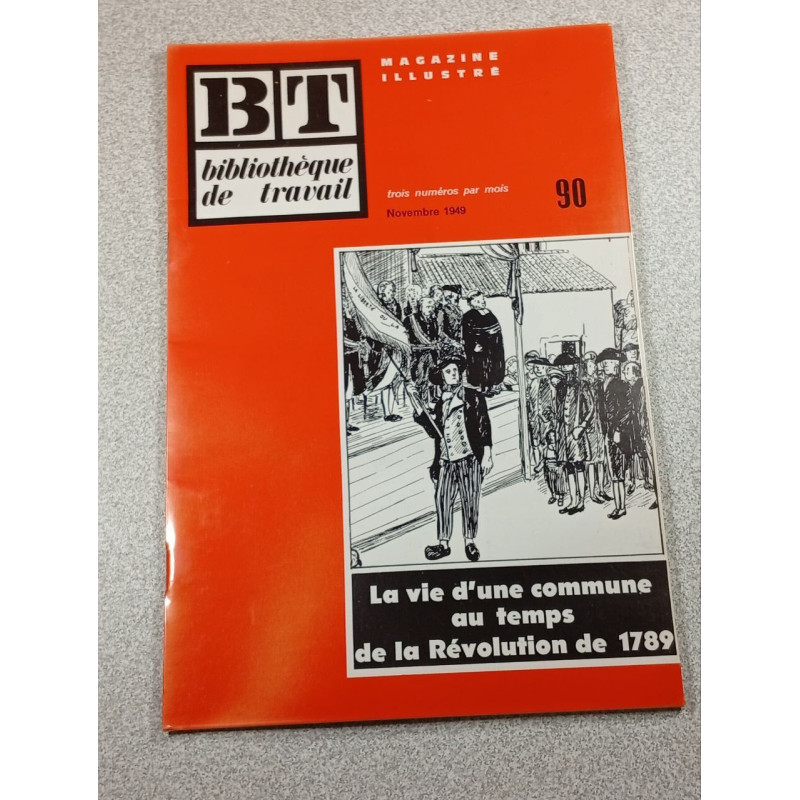 BT
bibliothèque
de travail
MAGAZINE
ILLUSTRÉ
trois numéros par mois
Novembre 1949
90
La vie d'une commune
au temps
de la Révolution de 1789